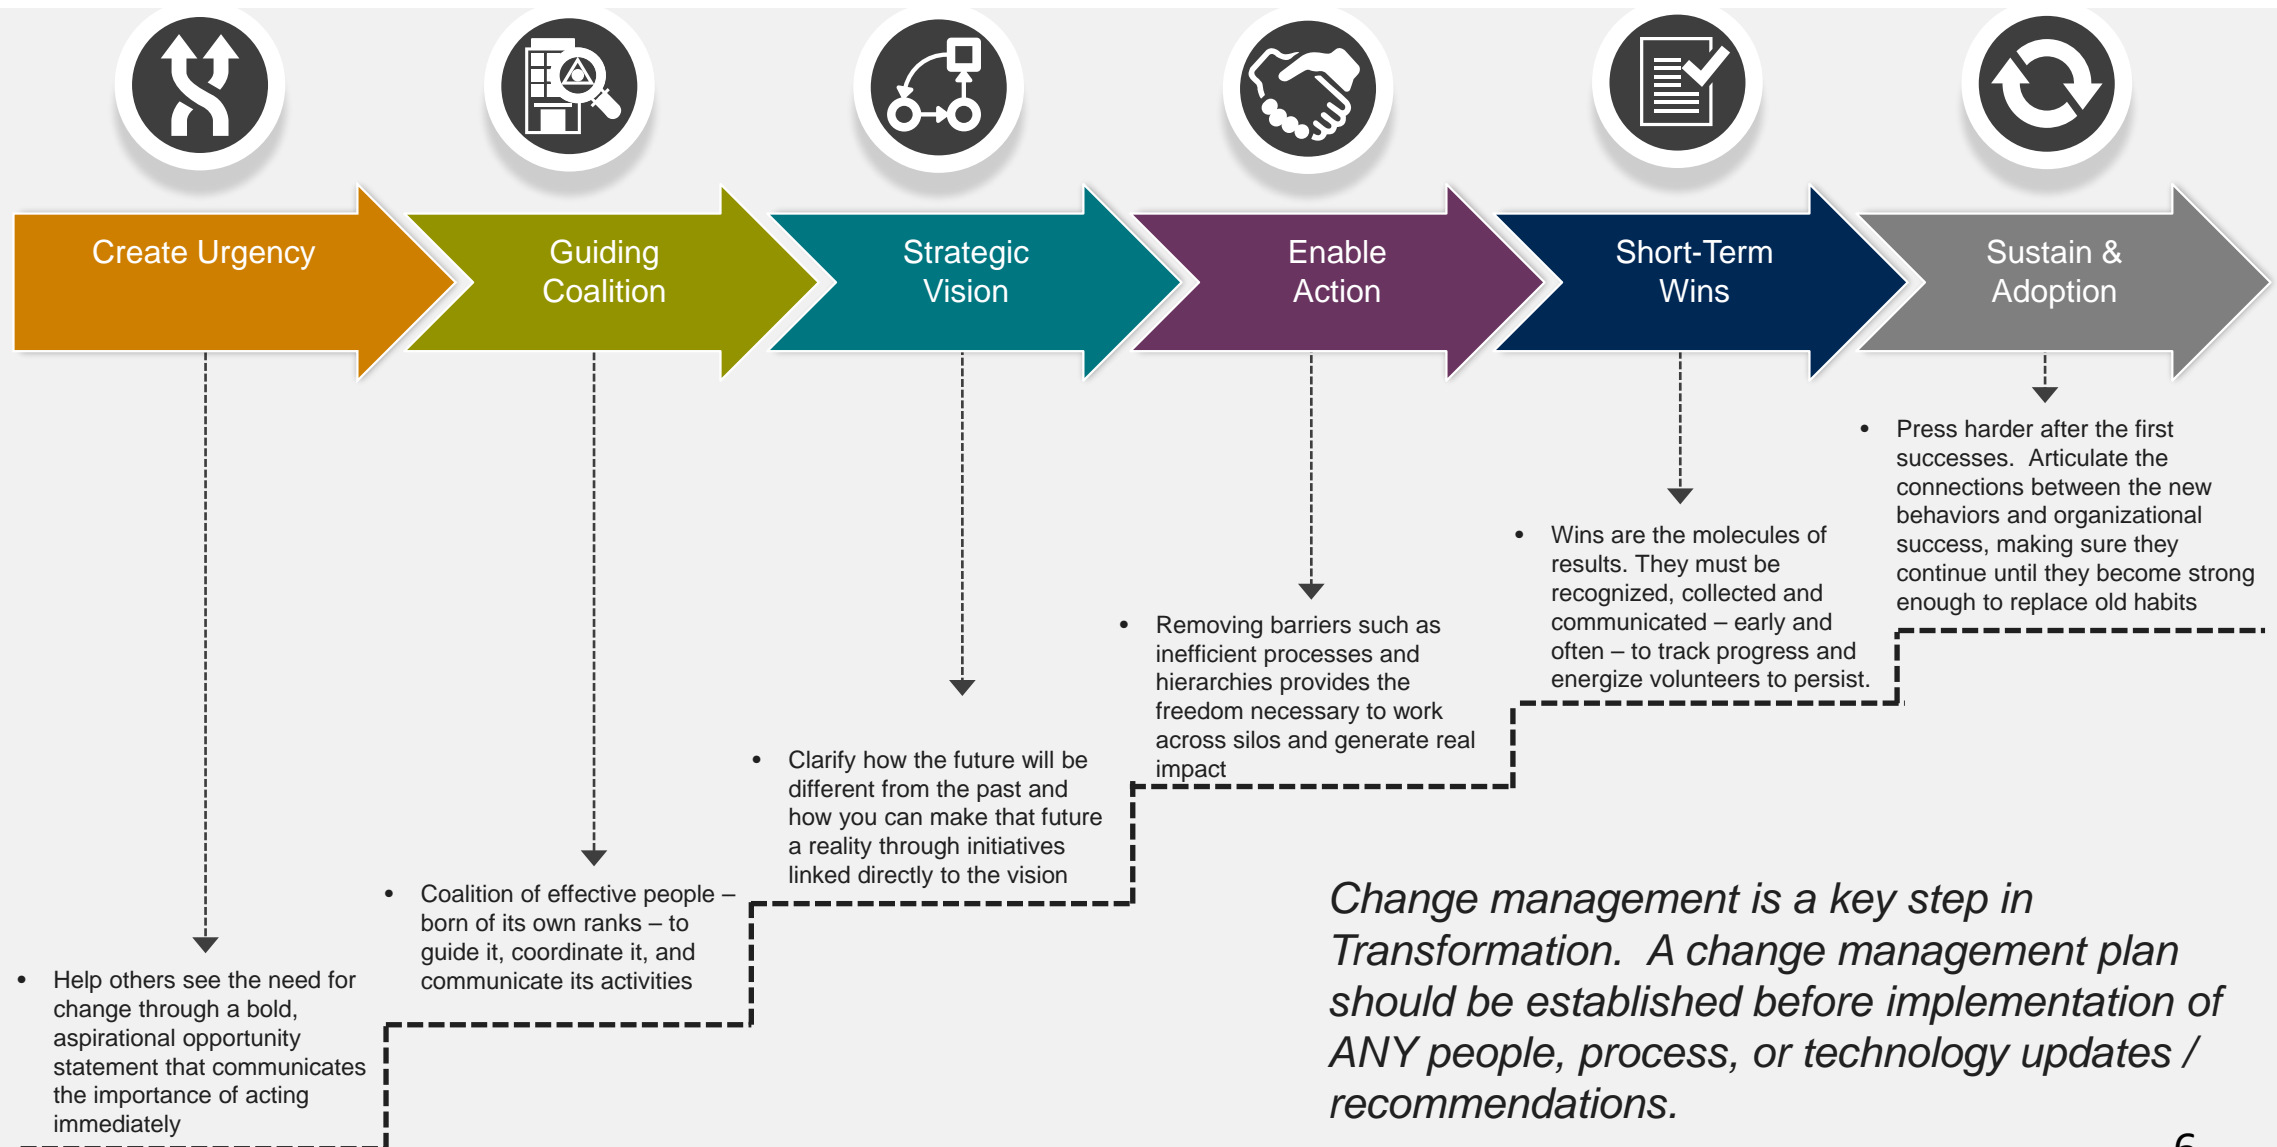 Create Urgency
Guiding
Coalition
Strategic
Vision
Enable
Action
Short-Term
Wins
Sustain &
Adoption
• Help others see the need for
change through a bold,
aspirational opportunity
statement that communicates
the importance of acting
immediately
• Coalition of effective people –
born of its own ranks – to
guide it, coordinate it, and
communicate its activities
• Clarify how the future will be
different from the past and
how you can make that future
a reality through initiatives
linked directly to the vision
• Removing barriers such as
inefficient processes and
hierarchies provides the
freedom necessary to work
across silos and generate real
impact
• Wins are the molecules of
results. They must be
recognized, collected and
communicated – early and
often – to track progress and
energize volunteers to persist.
• Press harder after the first
successes.  Articulate the
connections between the new
behaviors and organizational
success, making sure they
continue until they become strong
enough to replace old habits
Change management is a key step in
Transformation.  A change management plan
should be established before implementation of
ANY people, process, or technology updates /
recommendations.
6